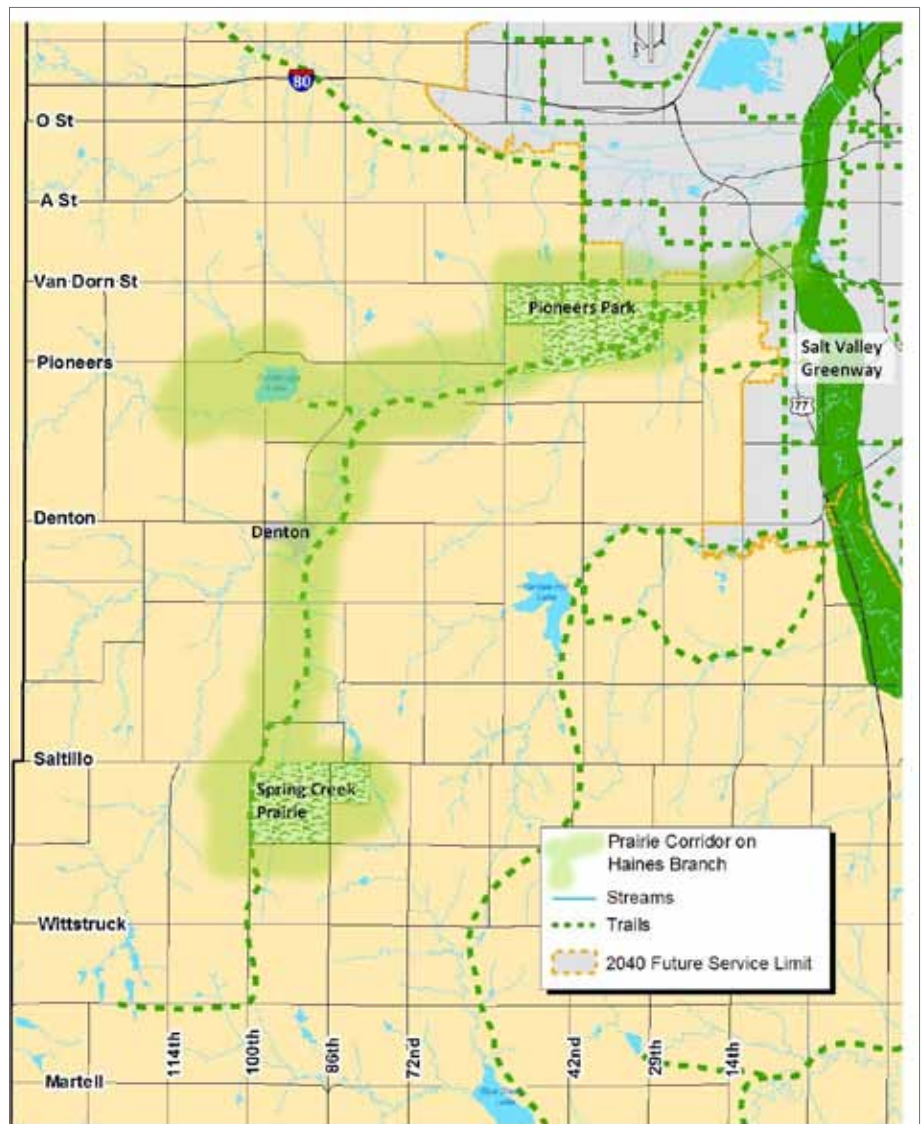 80
O St
A St
Van Dorn St
Pioneers Park
Pioneers
Salt Valley
Greenway
77
Denton
Denton
Lake
Saltillo
Spring Creek
Prairie
Prairie Corridor on
Haines Branch
Streams
Trails
2040 Future Service Limit
Wittstruck
114th
100th
86th
72nd
42nd
29th
14th
Martell
Lake